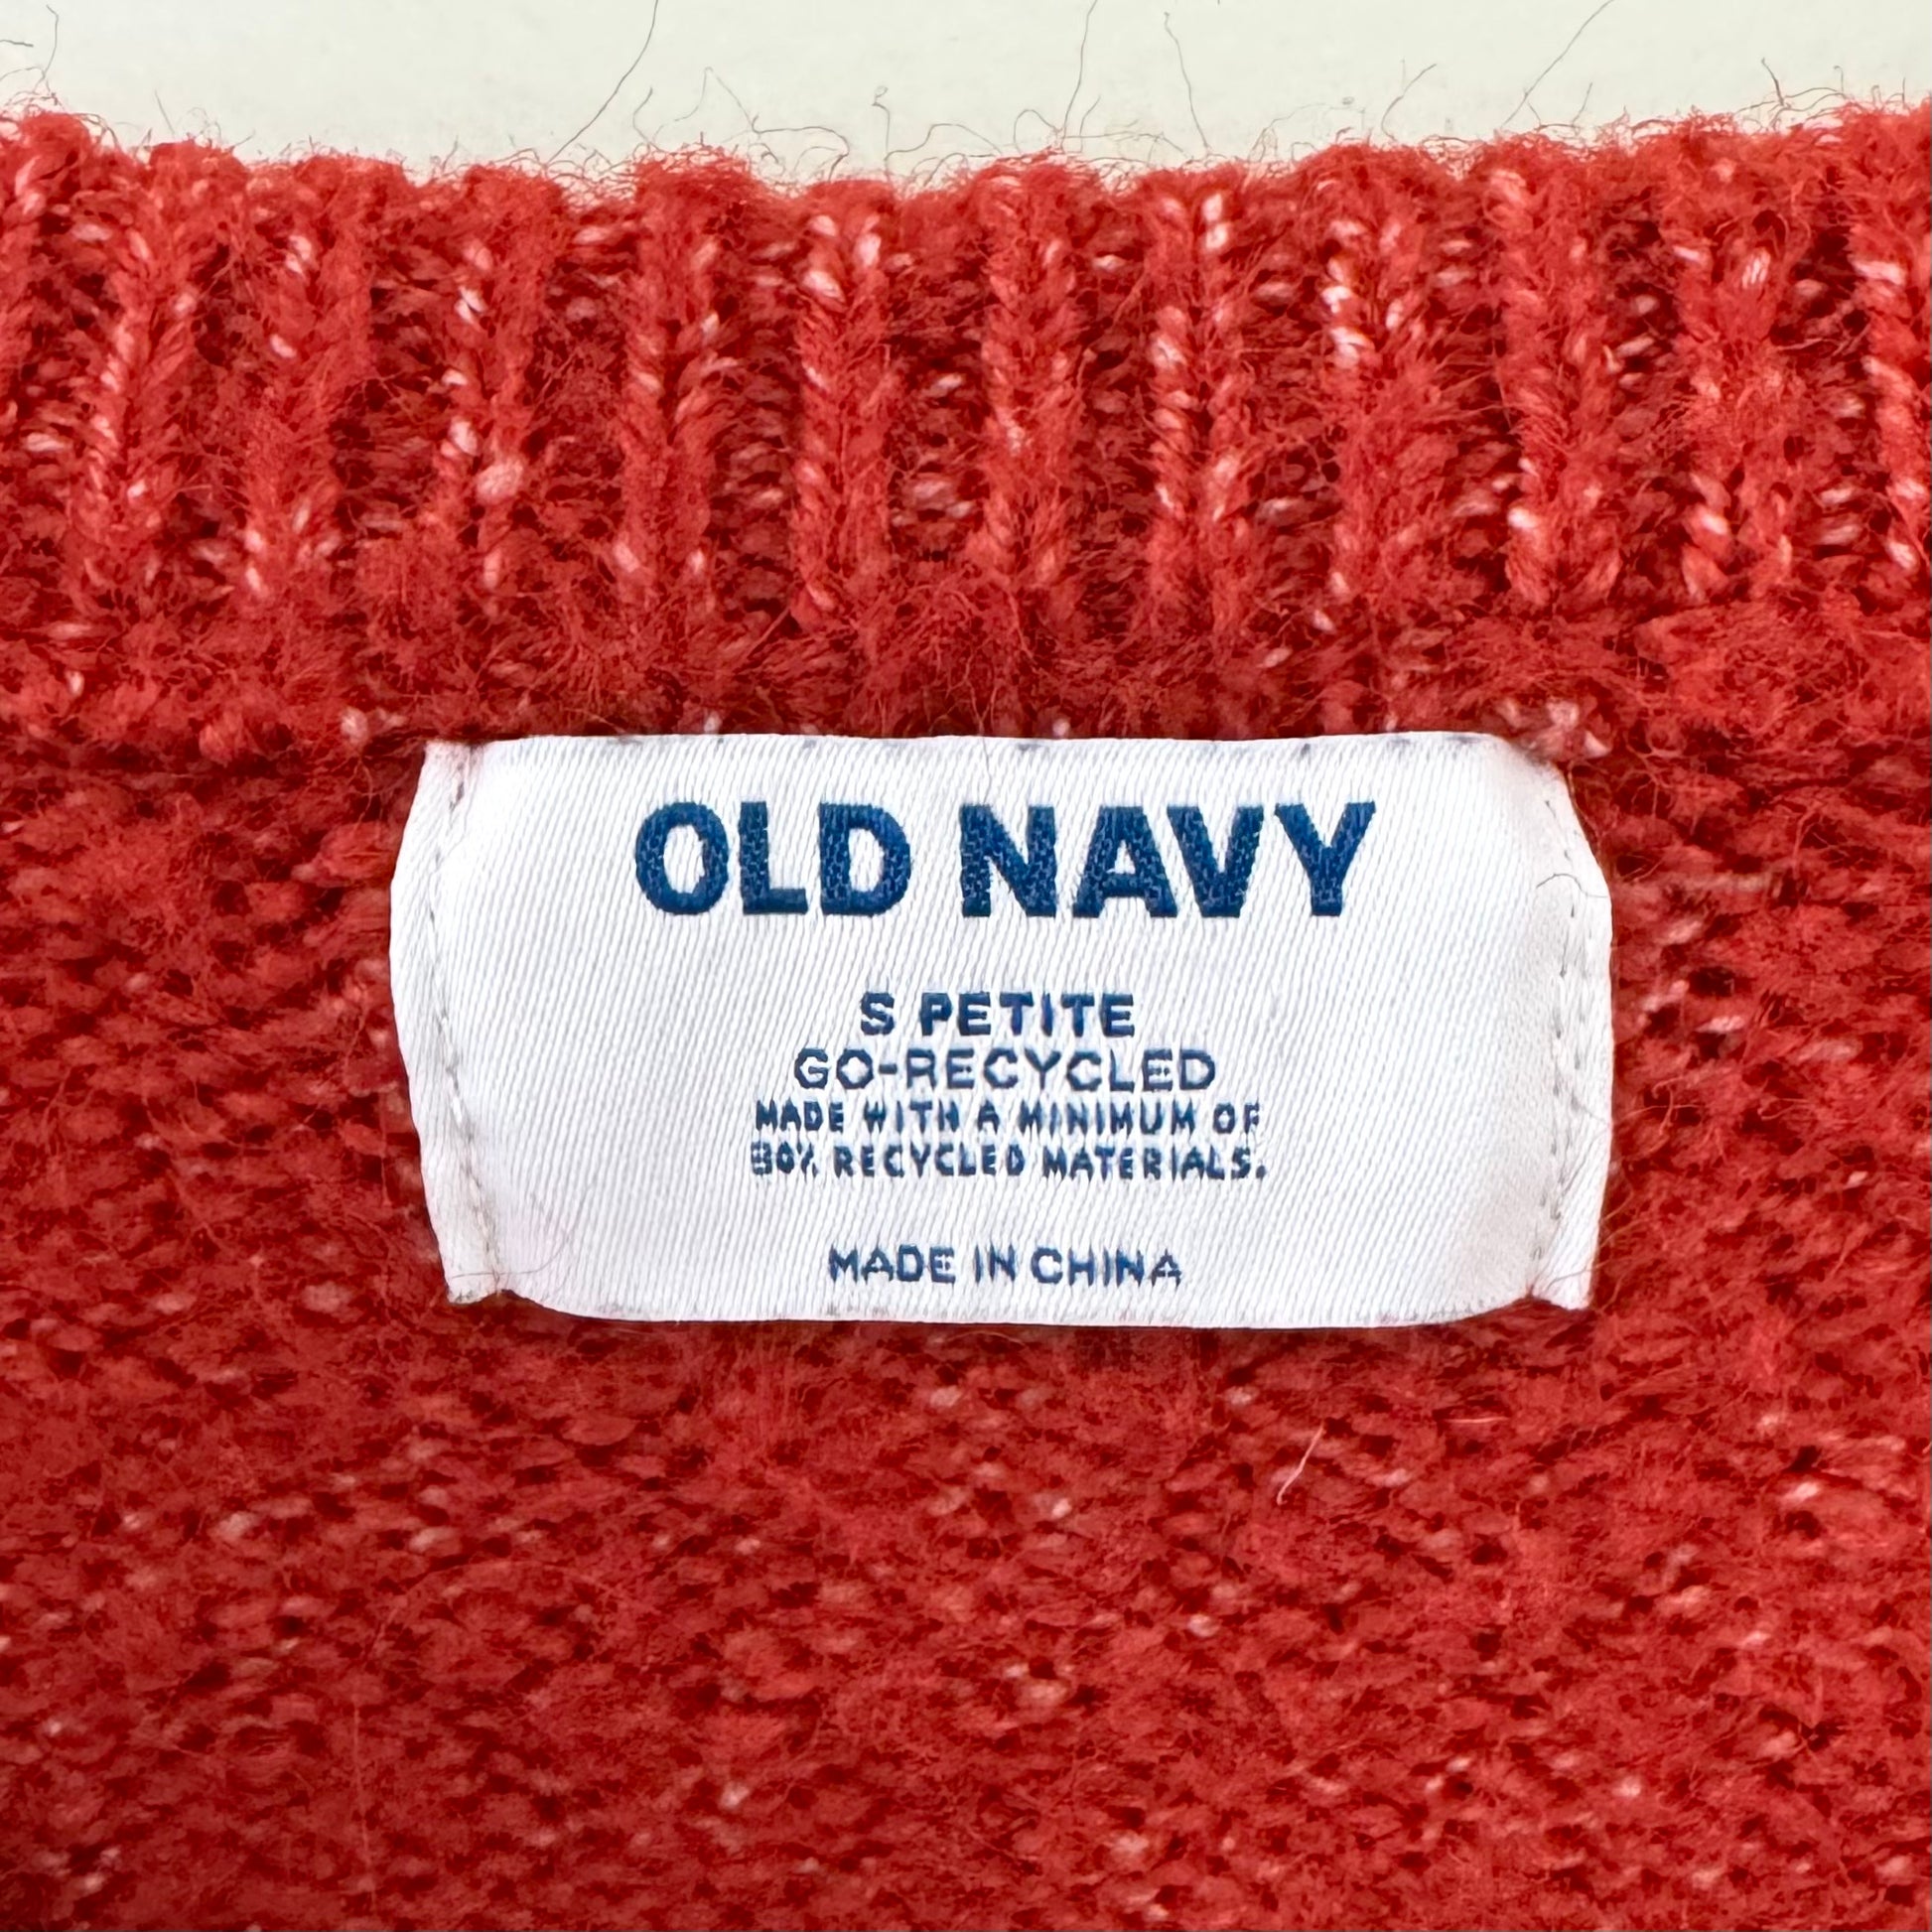 OLD NAVY
S PETITE
GO-RECYCLED
MADE WITH A MINIMUM OF
30% RECYCLED MATERIALS.
MADE IN CHINA